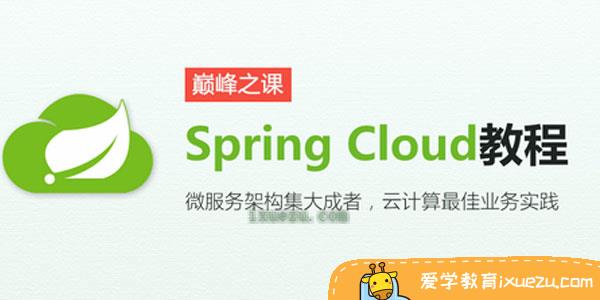 巅峰之课
Spring Cloud教程
微服务架构集大成者，云计算最佳业务实践
ixuezu.com
爱学教育ixuezu.com